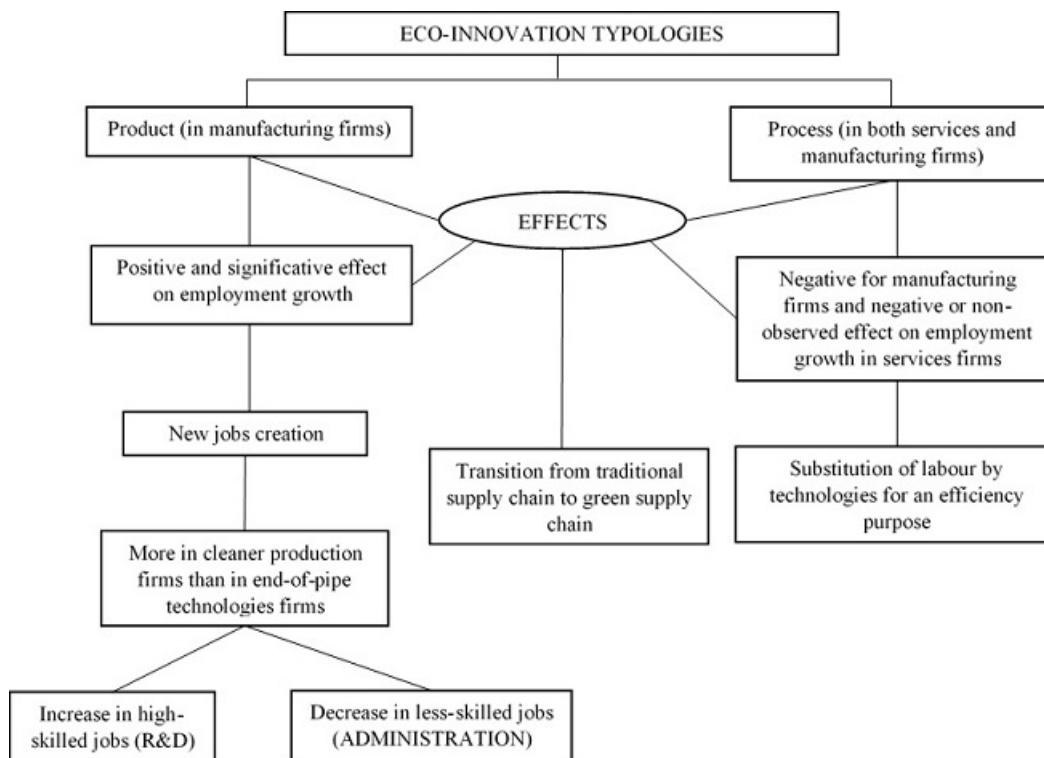 ECO-INNOVATION TYPOLOGIES
Product (in manufacturing firms)
Process (in both services and
manufacturing firms)
EFFECTS
Positive and significative effect
on employment growth
Negative for manufacturing
firms and negative or non-
observed effect on employment
growth in services firms
New jobs creation
Transition from traditional
supply chain to green supply
chain
Substitution of labour by
technologies for an efficiency
purpose
More in cleaner production
firms than in end-of-pipe
technologies firms
Increase in high-
skilled jobs (R&D)
Decrease in less-skilled jobs
(ADMINISTRATION)